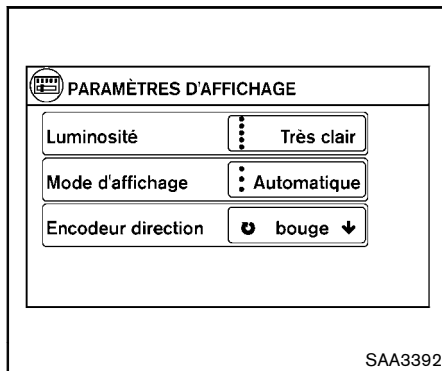 PARAMÈTRES D'AFFICHAGE
Luminosité Très clair
Mode d'affichage Automatique
Encodeur direction bouge
SAA3392